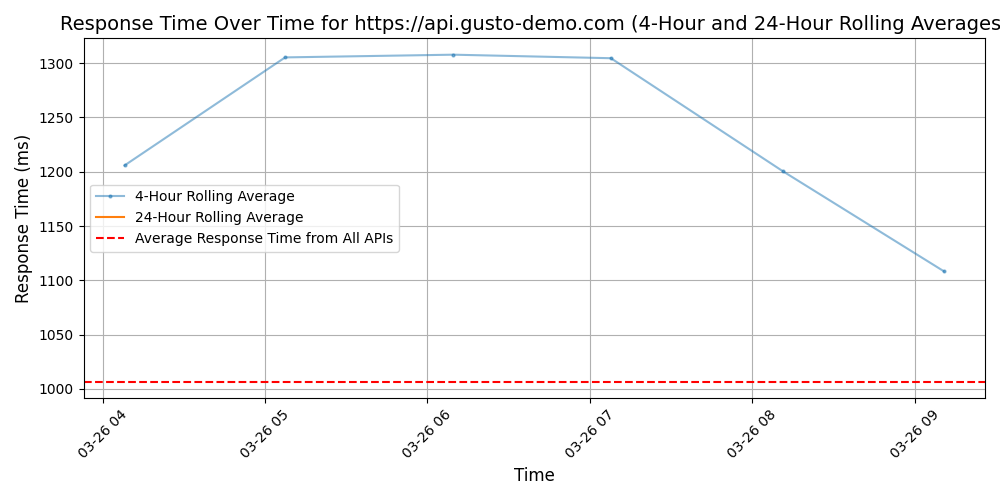 Response Time Over Time for https://api.gusto-demo.com (4-Hour and 24-Hour Rolling Averages
Response Time (ms)
1300
1250
1200
1150
1100
1050
1000
4-Hour Rolling Average
24-Hour Rolling Average
Average Response Time from All APIs
03-26 04
03-26 05
03-26 06
03-26 07
03-26 08
03-26 09
Time